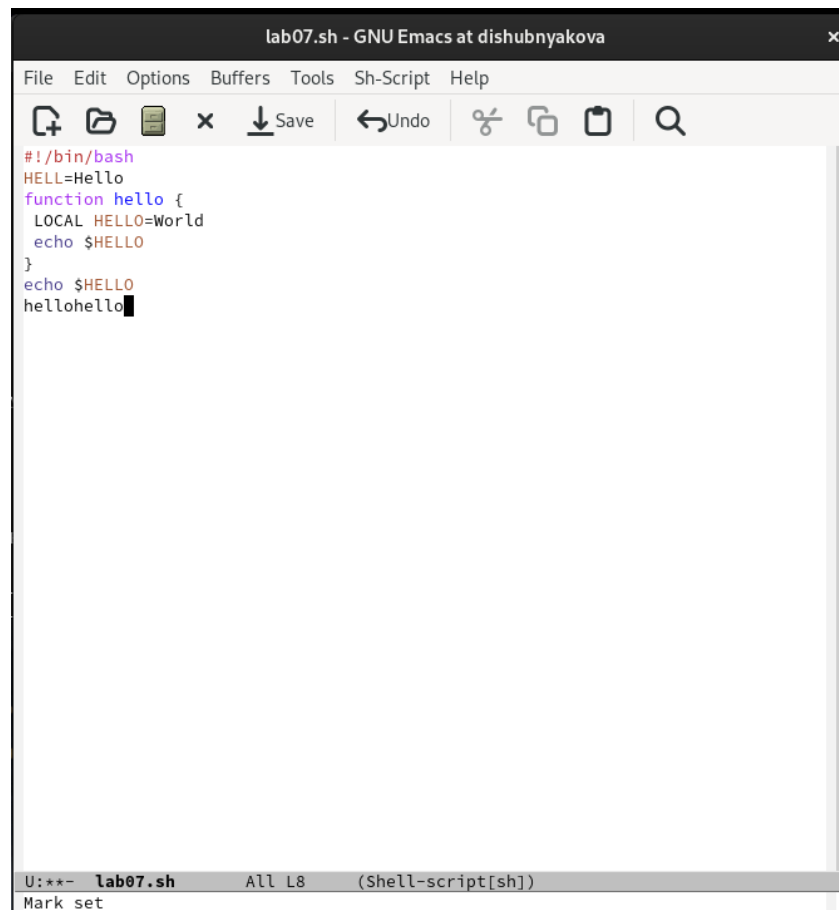 lab07.sh - GNU Emacs at dishubnyakova
File Edit Options Buffers Tools Sh-Script Help
Save Undo
#!/bin/bash
HELL=Hello
function hello {
 LOCAL HELLO=World
 echo $HELLO
}
echo $HELLO
hellohello
U:**- lab07.sh All L8 (Shell-script[sh])
Mark set